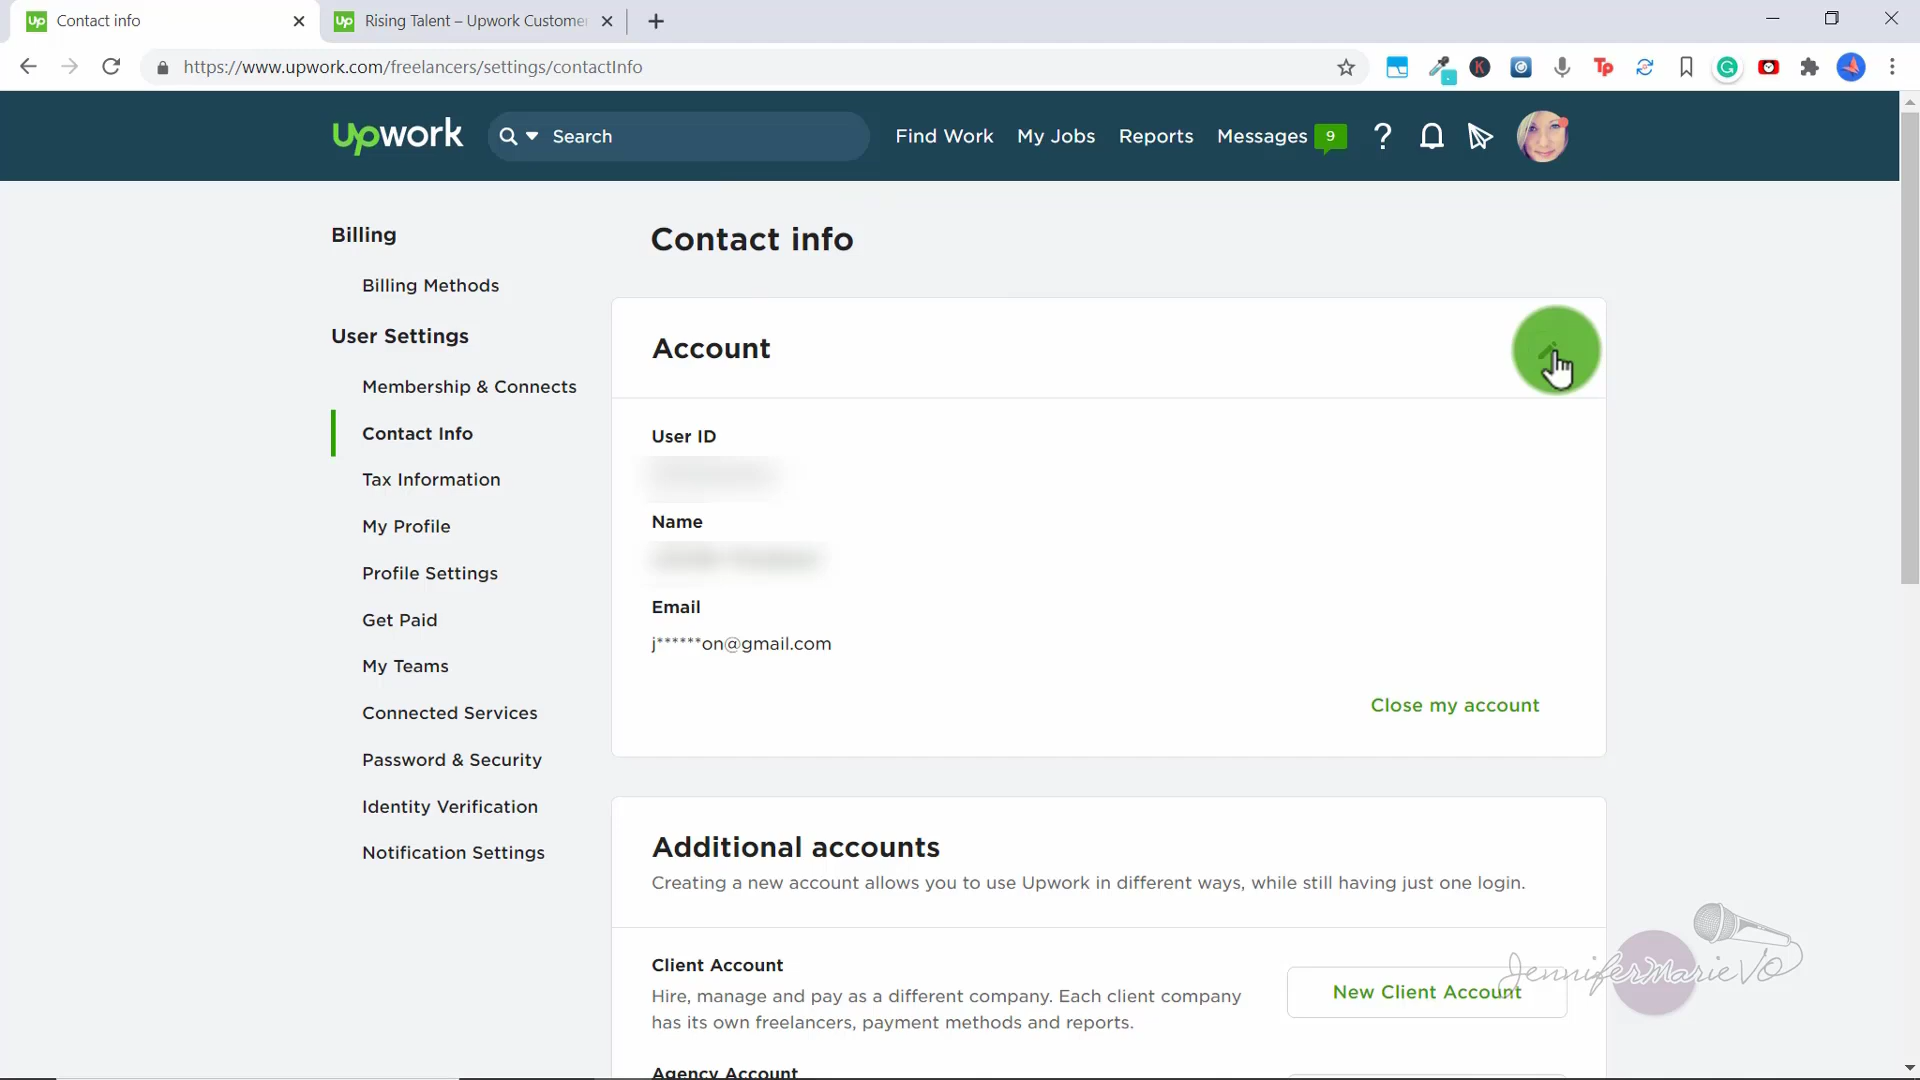 Contact info
Rising Talent – Upwork Custome
https://www.upwork.com/freelancers/settings/contactInfo
upwork
Search
Find Work
My Jobs
Reports
Messages
9
Billing
Billing Methods
User Settings
Membership & Connects
Contact Info
Tax Information
My Profile
Profile Settings
Get Paid
My Teams
Connected Services
Password & Security
Identity Verification
Notification Settings
Contact info
Account
User ID
Name
Email
j******on@gmail.com
Close my account
Additional accounts
Creating a new account allows you to use Upwork in different ways, while still having just one login.
Client Account
Hire, manage and pay as a different company. Each client company
has its own freelancers, payment methods and reports.
New Client Account
JenniferMarieVO
Agency Account